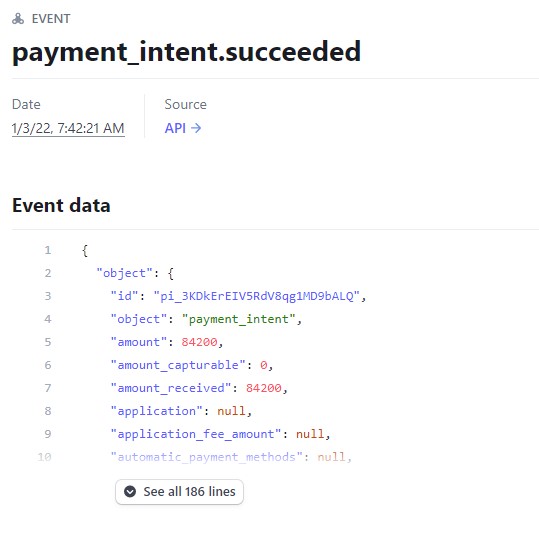 EVENT
payment_intent.succeeded
Date Source
1/3/22, 7:42:21 AM API →
Event data
1 {
2 "object": {
3 "id": "pi_3KDkErEIV5RdV8qg1MD9bALQ",
4 "object": "payment_intent",
5 "amount": 84200,
6 "amount_capturable": 0,
7 "amount_received": 84200,
8 "application": null,
9 "application_fee_amount": null,
10 "automatic_payment_methods": null,
See all 186 lines